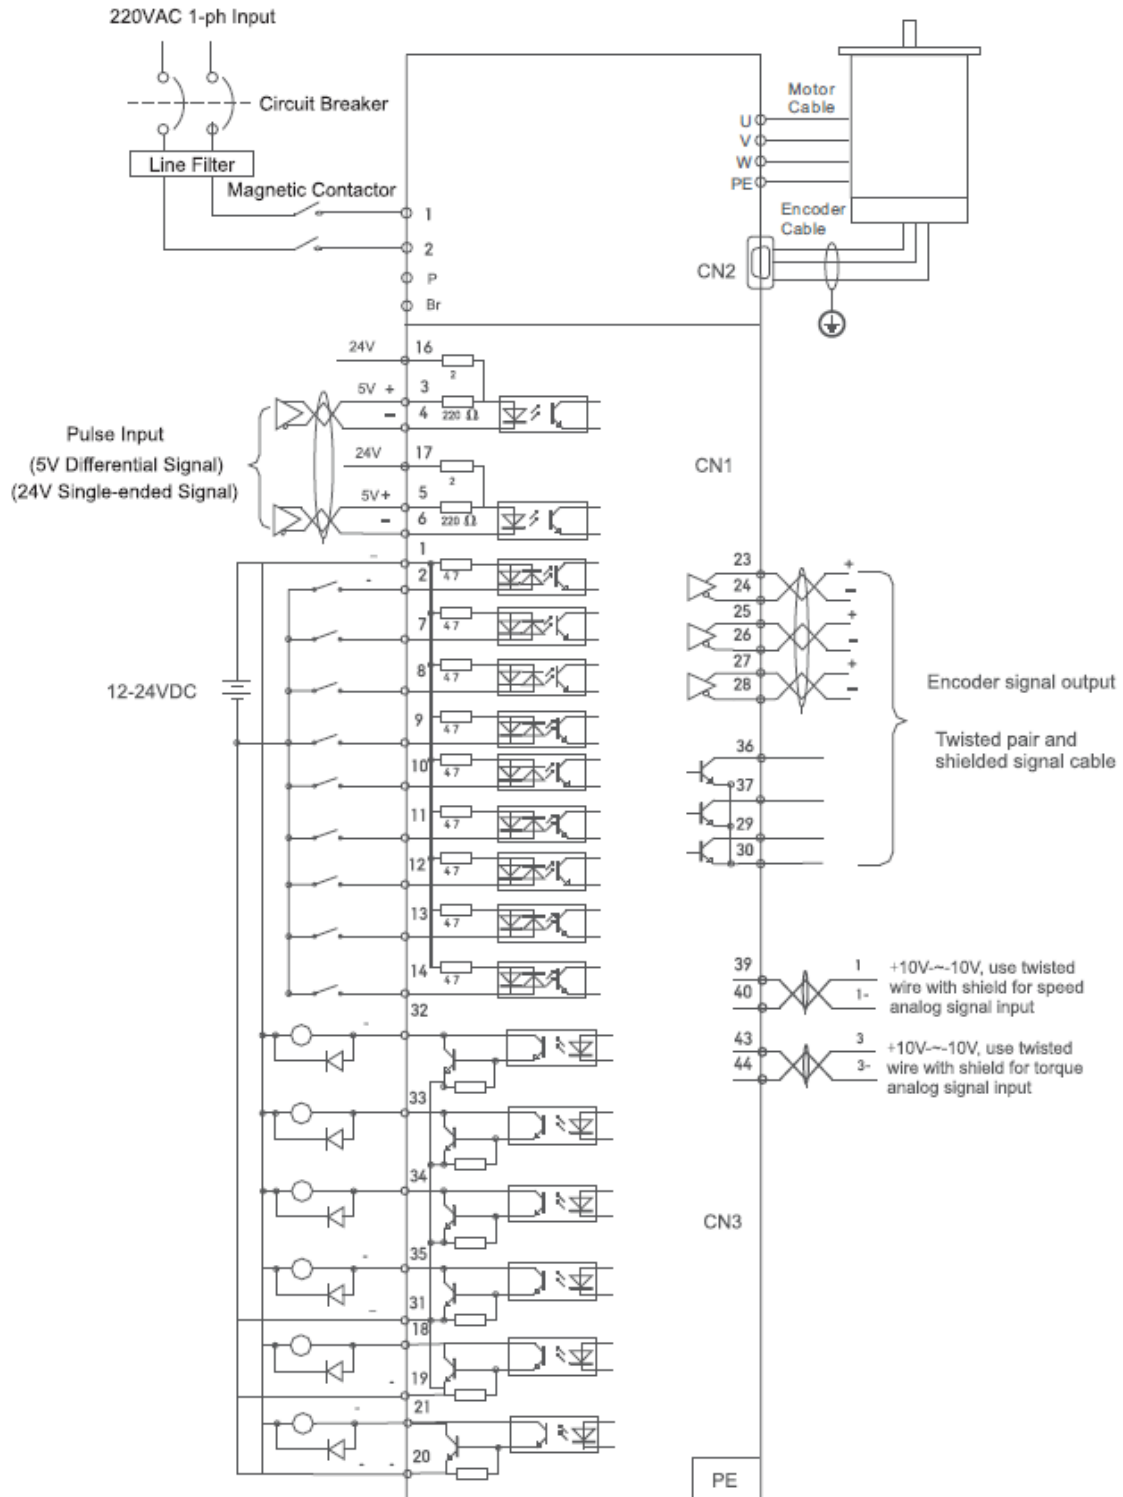 220VAC 1-ph Input
Circuit Breaker
Line Filter
Magnetic Contactor
1
2
P
Br
Motor
Cable
U
V
W
PE
Encoder
Cable
CN2
24V
16
2
5V +
3
-
4
220 Ω
Pulse Input
(5V Differential Signal)
(24V Single-ended Signal)
24V
17
2
5V+
5
-
6
220 Ω
CN1
1
47
2
7
47
8
47
9
47
10
47
11
47
12
47
13
47
14
47
12-24VDC
23
+
24
-
25
+
26
-
27
+
28
-
Encoder signal output
Twisted pair and
shielded signal cable
36
37
29
30
39
1
40
1-
+10V-~-10V, use twisted
wire with shield for speed
analog signal input
43
3
44
3-
+10V-~-10V, use twisted
wire with shield for torque
analog signal input
32
33
34
35
31
18
19
21
20
CN3
PE